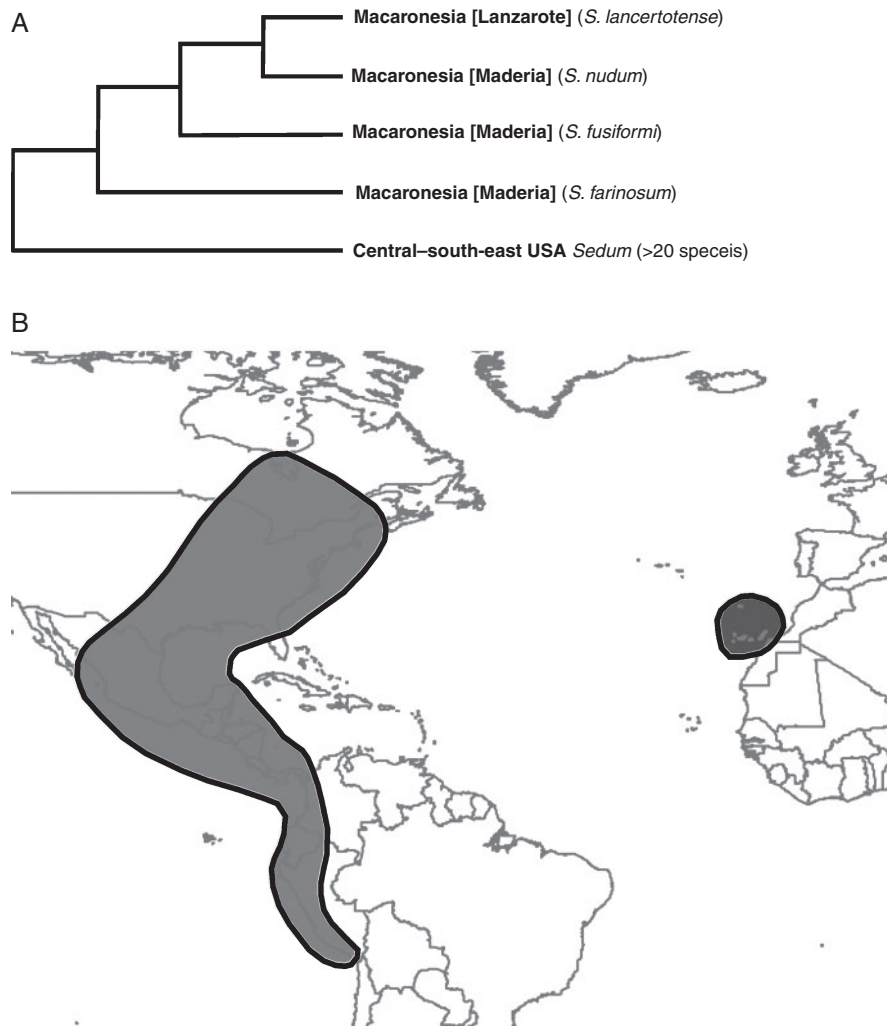 A
Macaronesia [Lanzarote] (S. lancertotense)
Macaronesia [Maderia] (S. nudum)
Macaronesia [Maderia] (S. fusiformi)
Macaronesia [Maderia] (S. farinosum)
Central–south-east USA Sedum (>20 speceis)
B